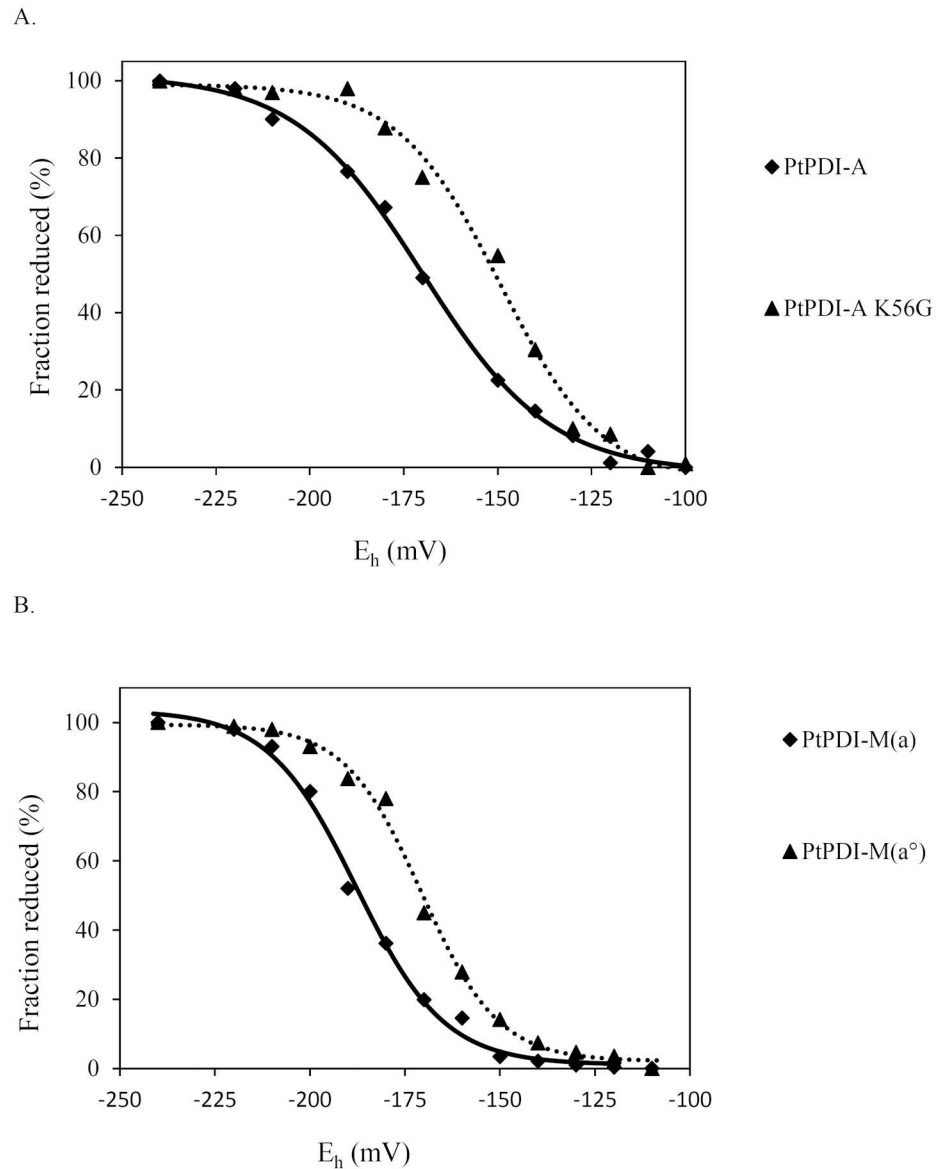 A.
100
80
60
40
20
0
Fraction reduced (%)
-250 -225 -200 -175 -150 -125 -100
Eₕ (mV)
PtPDI-A
PtPDI-A K56G
B.
100
80
60
40
20
0
Fraction reduced (%)
-250 -225 -200 -175 -150 -125 -100
Eₕ (mV)
PtPDI-M(a)
PtPDI-M(a°)